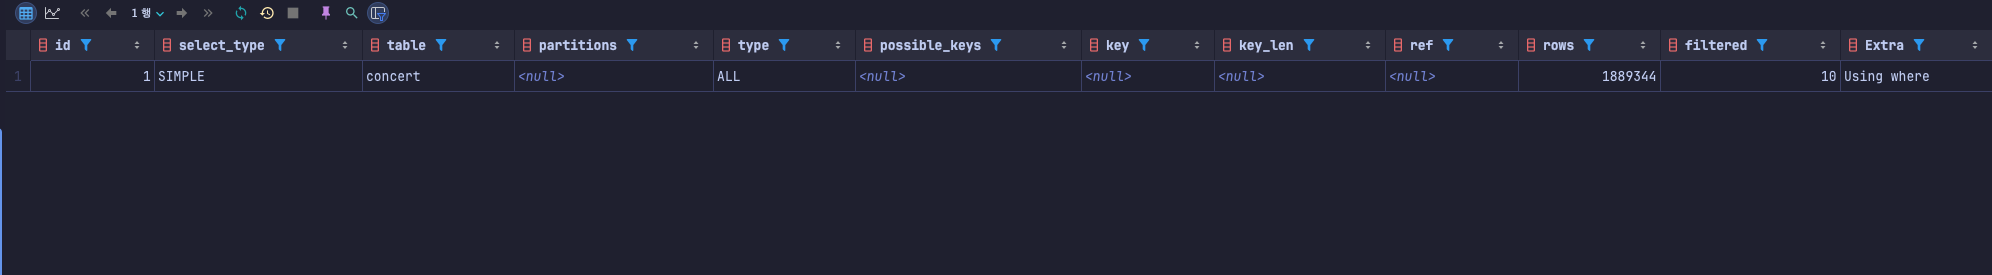 1 행
id select_type table partitions type possible_keys key key_len ref rows filtered Extra
1 1 SIMPLE concert <null> ALL <null> <null> <null> <null> 1889344 10 Using where